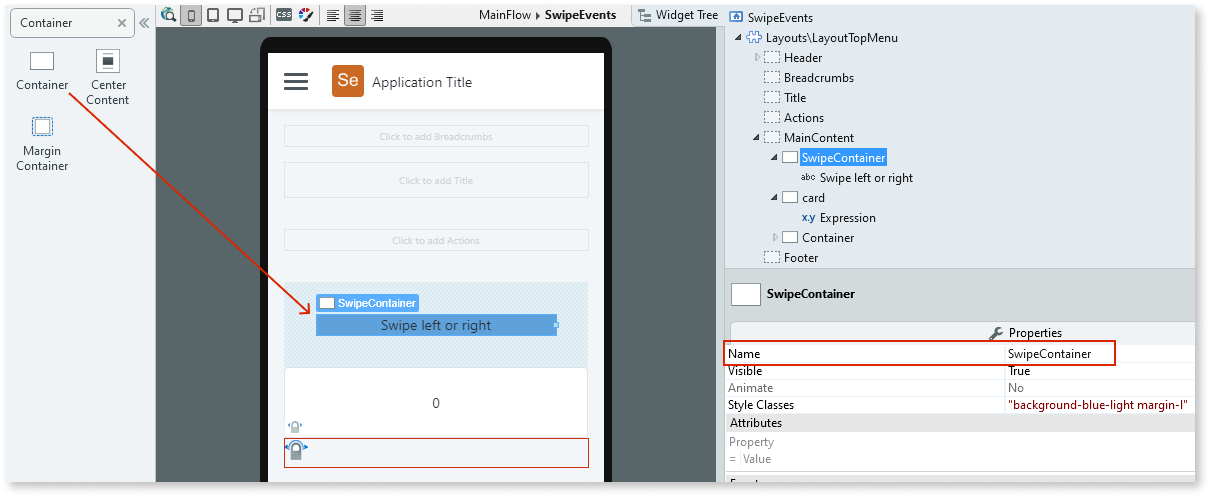 Container
Container
Center
Content
Margin
Container
CSS
MainFlow ▸ SwipeEvents
Widget Tree
Se
Application Title
Click to add Breadcrumbs
Click to add Title
Click to add Actions
SwipeContainer
Swipe left or right
0
SwipeEvents
Layouts\LayoutTopMenu
Header
Breadcrumbs
Title
Actions
MainContent
SwipeContainer
abc Swipe left or right
card
x.y Expression
Container
Footer
SwipeContainer
Properties
Name SwipeContainer
Visible True
Animate No
Style Classes "background-blue-light margin-l"
Attributes
Property
= Value